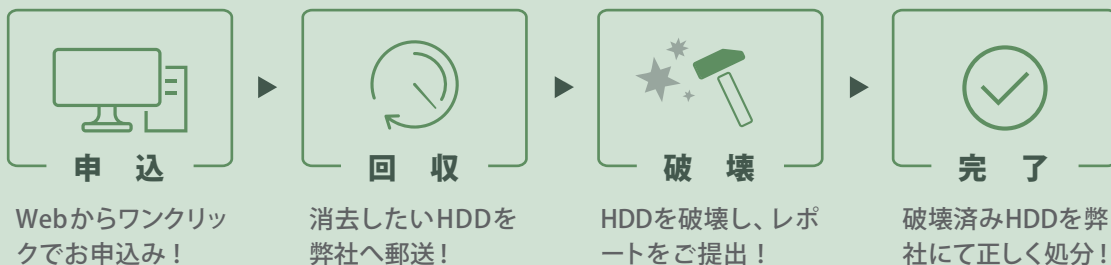 申 込
Webからワンクリッ
クでお申込み！
回 収
消去したいHDDを
弊社へ郵送！
破 壊
HDDを破壊し、レポ
ートをご提出！
完 了
破壊済みHDDを弊
社にて正しく処分！